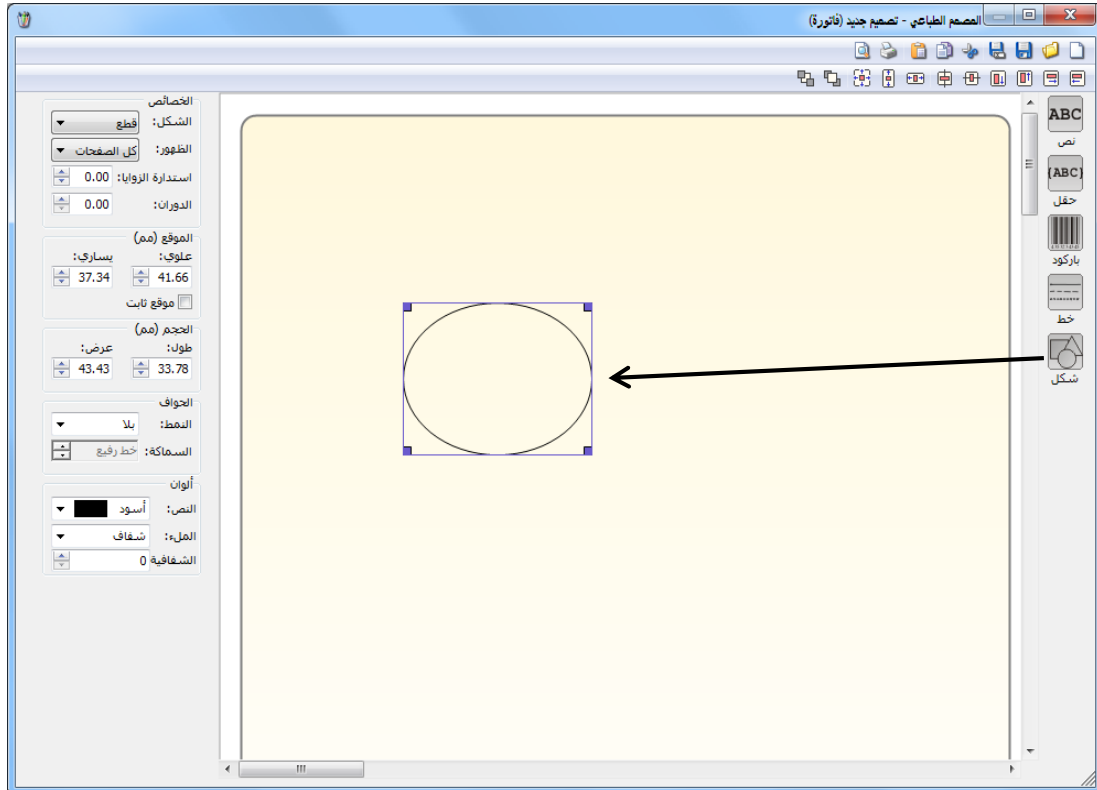 المصمم الطباعي - تصميم جديد (فاتورة)
ABC
نص
{ABC}
حقل
باركود
خط
شكل
الخصائص
الشكل: قطع
الظهور: كل الصفحات
استدارة الزوايا: 0.00
الدوران: 0.00
الموقع (مم)
علوي: يساري:
41.66 37.34
موقع ثابت
الحجم (مم)
طول: عرض:
33.78 43.43
الحواف
النمط: بلا
السماكة: خط رفيع
ألوان
النص: أسود
الملء: شفاف
الشفافية 0